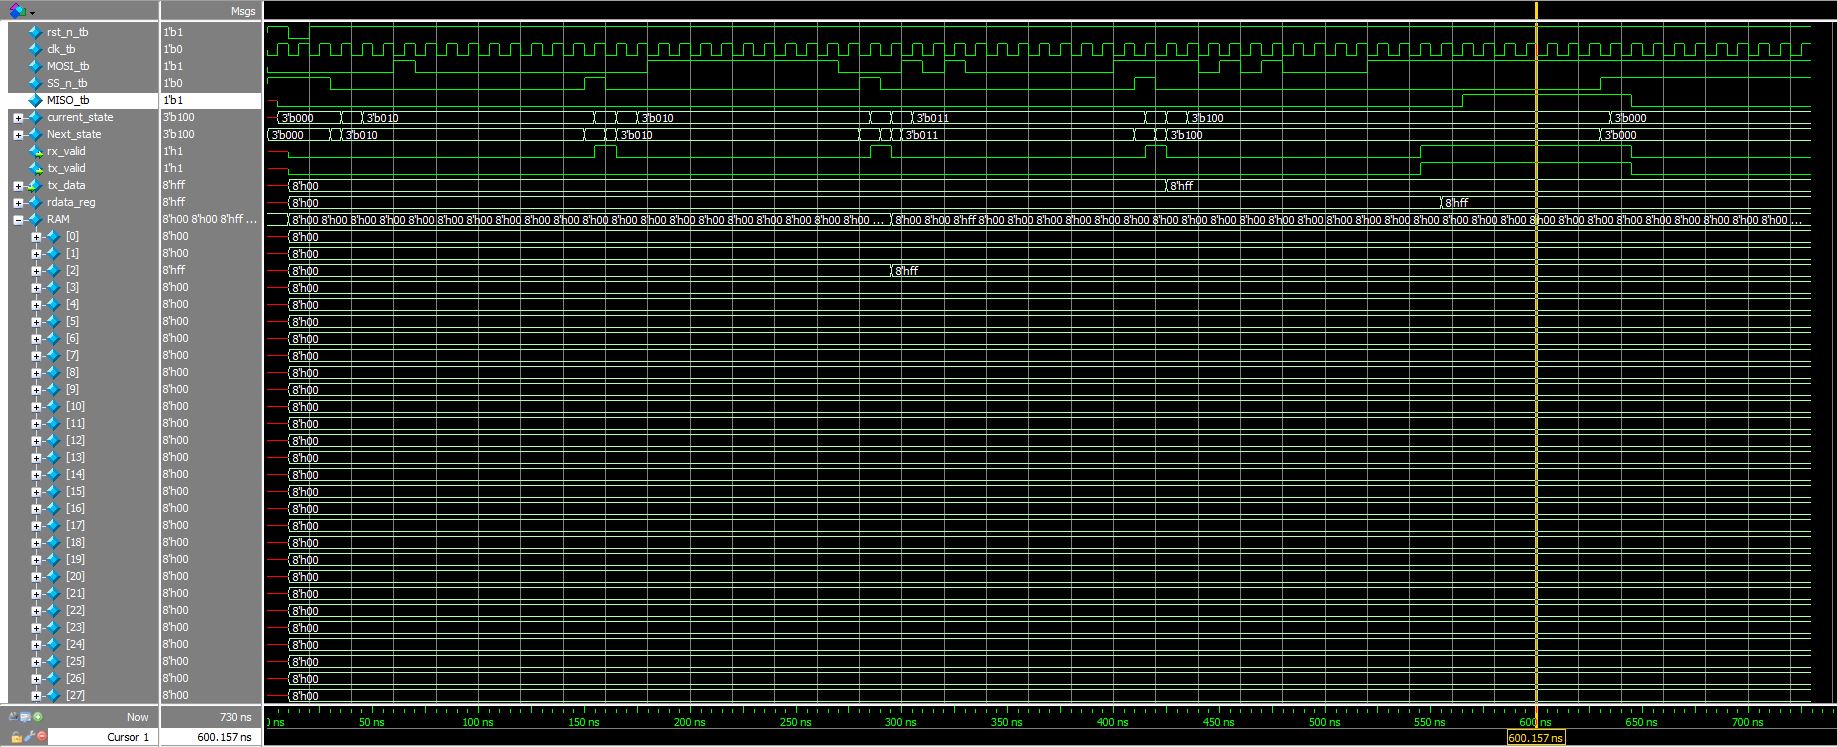 Msgs
rst_n_tb 1'b1
clk_tb 1'b0
MOSI_tb 1'b1
SS_n_tb 1'b0
MISO_tb 1'b1
current_state 3'b100 3'b000 3'b010 3'b010 3'b011 3'b100 3'b000
Next_state 3'b100 3'b000 3'b010 3'b010 3'b011 3'b100 3'b000
rx_valid 1'h1
tx_valid 1'h1
tx_data 8'hff 8'h00 8'hff
rdata_reg 8'hff 8'h00 8'hff
RAM 8'h00 8'h00 8'hff ... 8'h00 8'h00 8'h00 8'h00 8'h00 8'h00 8'h00 8'h00 8'h00 8'h00 8'h00 8'h00 8'h00 8'h00 8'h00 8'h00 8'h00 8'h00 8'h00 8'h00 ... 8'h00 8'h00 8'hff 8'h00 8'h00 8'h00 8'h00 8'h00 8'h00 8'h00 8'h00 8'h00 8'h00 8'h00 8'h00 8'h00 8'h00 8'h00 8'h00 8'h00 8'h00 8'h00 8'h00 8'h00 8'h00 8'h00 8'h00 8'h00 8'h00 8'h00 8'h00 ...
[0] 8'h00 8'h00
[1] 8'h00 8'h00
[2] 8'hff 8'h00 8'hff
[3] 8'h00 8'h00
[4] 8'h00 8'h00
[5] 8'h00 8'h00
[6] 8'h00 8'h00
[7] 8'h00 8'h00
[8] 8'h00 8'h00
[9] 8'h00 8'h00
[10] 8'h00 8'h00
[11] 8'h00 8'h00
[12] 8'h00 8'h00
[13] 8'h00 8'h00
[14] 8'h00 8'h00
[15] 8'h00 8'h00
[16] 8'h00 8'h00
[17] 8'h00 8'h00
[18] 8'h00 8'h00
[19] 8'h00 8'h00
[20] 8'h00 8'h00
[21] 8'h00 8'h00
[22] 8'h00 8'h00
[23] 8'h00 8'h00
[24] 8'h00 8'h00
[25] 8'h00 8'h00
[26] 8'h00 8'h00
[27] 8'h00 8'h00
Now 730 ns ns 50 ns 100 ns 150 ns 200 ns 250 ns 300 ns 350 ns 400 ns 450 ns 500 ns 550 ns 600 ns 650 ns 700 ns
Cursor 1 600.157 ns 600.157 ns